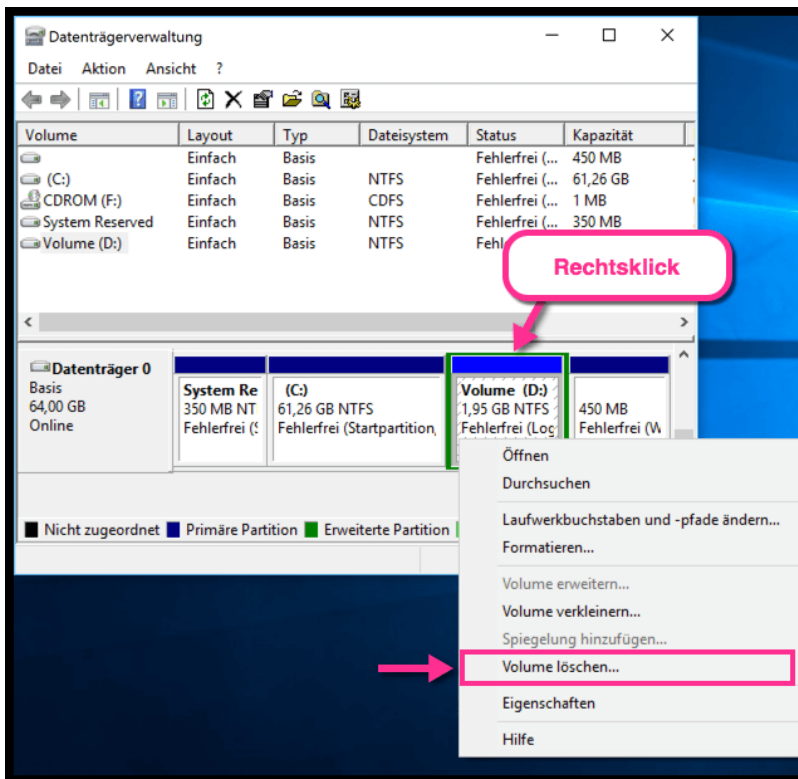 Datenträgerverwaltung
Datei Aktion Ansicht ?
Volume Layout Typ Dateisystem Status Kapazität
Einfach Basis Fehlerfrei (... 450 MB
(C:) Einfach Basis NTFS Fehlerfrei (... 61,26 GB
CDROM (F:) Einfach Basis CDFS Fehlerfrei (... 1 MB
System Reserved Einfach Basis NTFS Fehlerfrei (... 350 MB
Volume (D:) Einfach Basis NTFS
Rechtsklick
Datenträger 0
Basis
64,00 GB
Online
System Re
350 MB NT
Fehlerfrei (
(C:)
61,26 GB NTFS
Fehlerfrei (Startpartition,
Volume (D:)
1,95 GB NTFS
Fehlerfrei (Log
450 MB
Fehlerfrei (W
Nicht zugeordnet Primäre Partition Erweiterte Partition
Öffnen
Durchsuchen
Laufwerkbuchstaben und -pfade ändern...
Formatieren...
Volume erweitern...
Volume verkleinern...
Spiegelung hinzufügen...
Volume löschen...
Eigenschaften
Hilfe